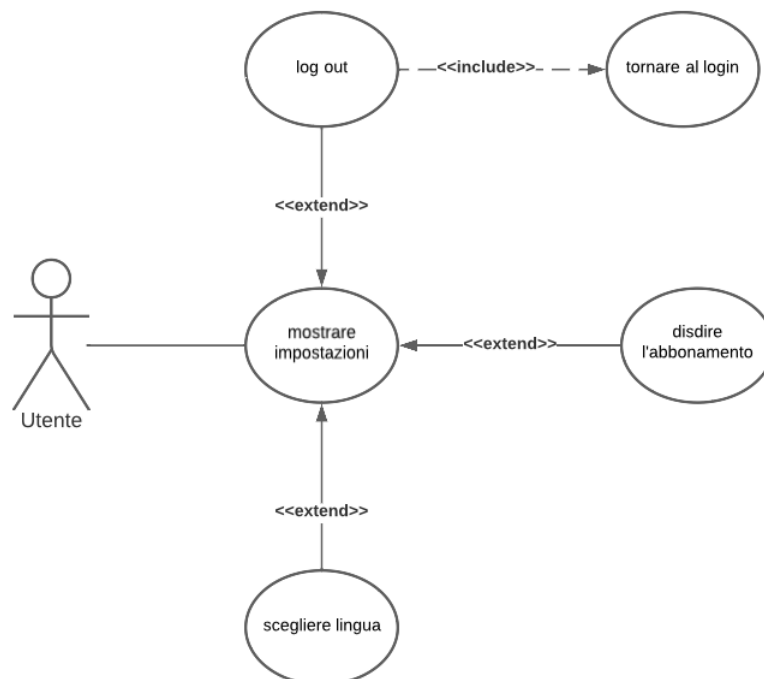 log out
<<include>>
tornare al login
<<extend>>
mostrare
impostazioni
<<extend>>
disdire
l'abbonamento
Utente
<<extend>>
scegliere lingua